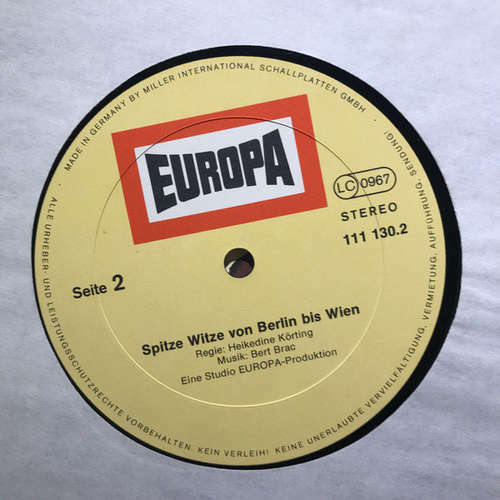 MADE IN GERMANY BY MILLER INTERNATIONAL SCHALLPLATTEN GMBH
EUROPA
LC 0967
STEREO
111 130.2
Seite 2
Spitze Witze von Berlin bis Wien
Regie: Heikedine Körting
Musik: Bert Brac
Eine Studio EUROPA-Produktion
ALLE URHEBER- UND LEISTUNGSSCHUTZRECHTE VORBEHALTEN. KEIN VERLEIH! KEINE UNERLAUBTE VERVIELFÄLTIGUNG, VERMIETUNG, AUFFÜHRUNG, SENDUNG!